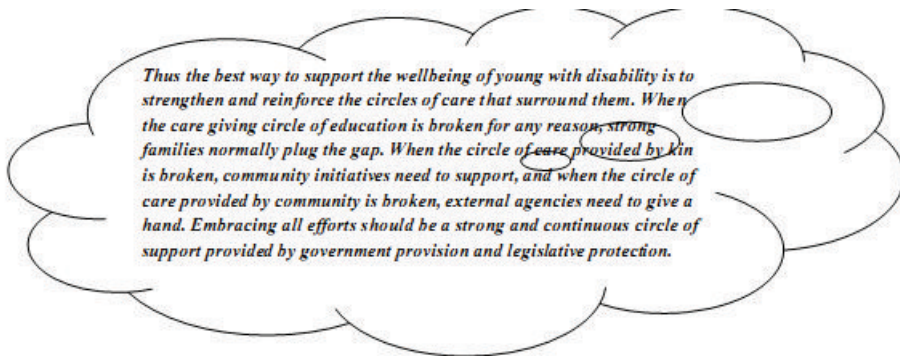 Thus the best way to support the wellbeing of young with disability is to
strengthen and reinforce the circles of care that surround them. When
the care giving circle of education is broken for any reason, strong
families normally plug the gap. When the circle of care provided by kin
is broken, community initiatives need to support, and when the circle of
care provided by community is broken, external agencies need to give a
hand. Embracing all efforts should be a strong and continuous circle of
support provided by government provision and legislative protection.